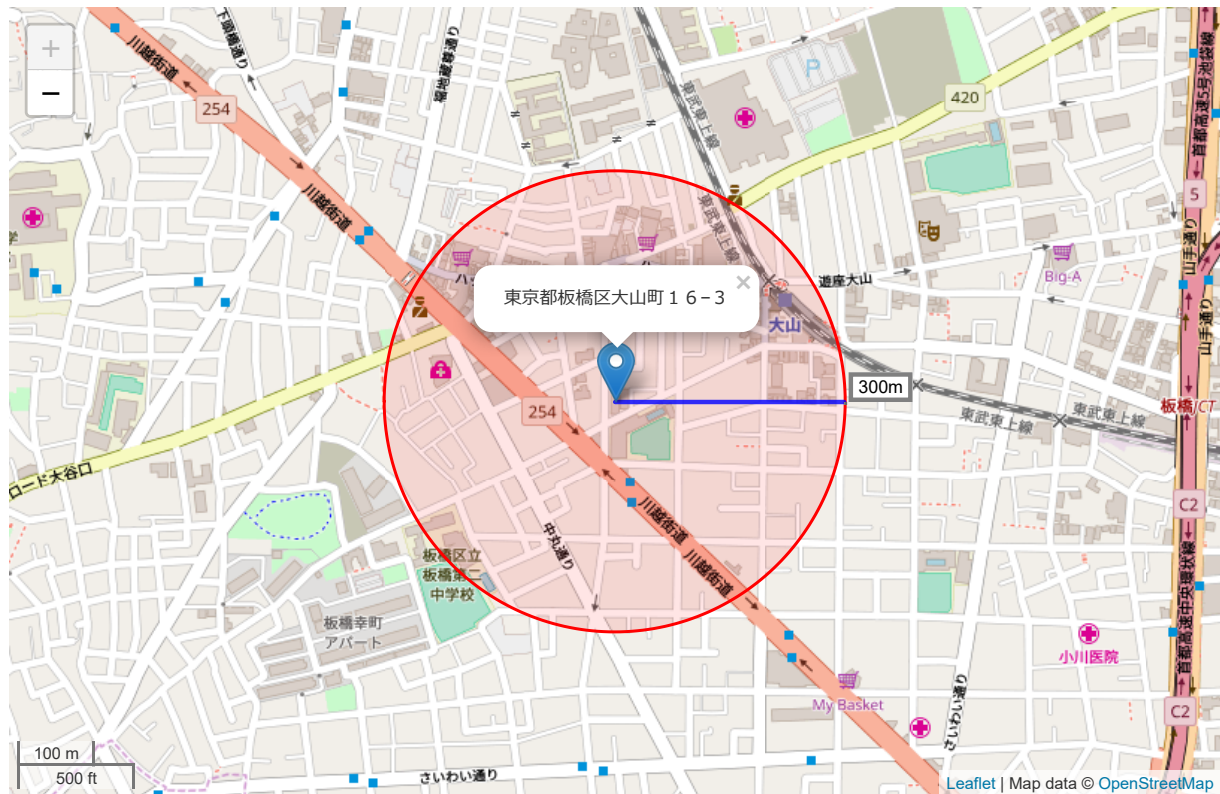 +
−
川越街道
下頭橋通り
254
川越街道
東武東上線
P
420
首都高速5号池袋線
5
山手通り
山手通り
東武東上線
東京都板橋区大山町１６−３
×
遊座大山
大山
Big-A
300m
254
東武東上線
東武東上線
板橋JCT
ロード大谷口
C2
川越街道
川越街道
中丸通り
板橋区立
板橋第二
中学校
板橋幸町
アパート
首都高速中央環状線
小川医院
My Basket
さいわい通り
C2
さいわい通り
100 m
500 ft
Leaflet | Map data © OpenStreetMap